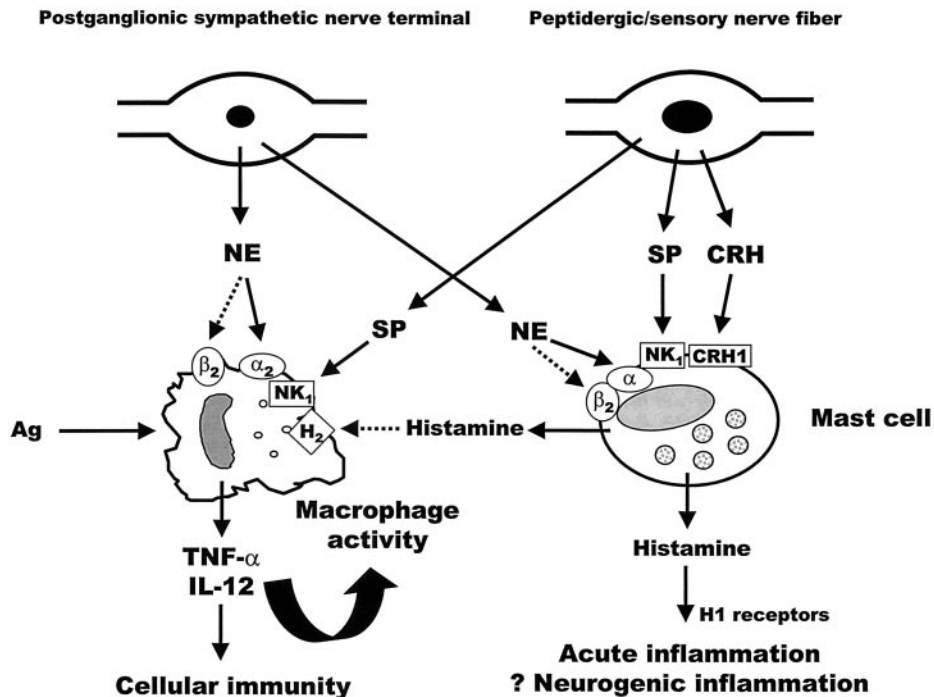 Postganglionic sympathetic nerve terminal
Peptidergic/sensory nerve fiber
NE
SP
CRH
SP
NE
β2
α2
NK1
H2
NK1
CRH1
α
β2
Mast cell
Ag
Histamine
Macrophage
activity
TNF-α
IL-12
Histamine
H1 receptors
Cellular immunity
Acute inflammation
? Neurogenic inflammation